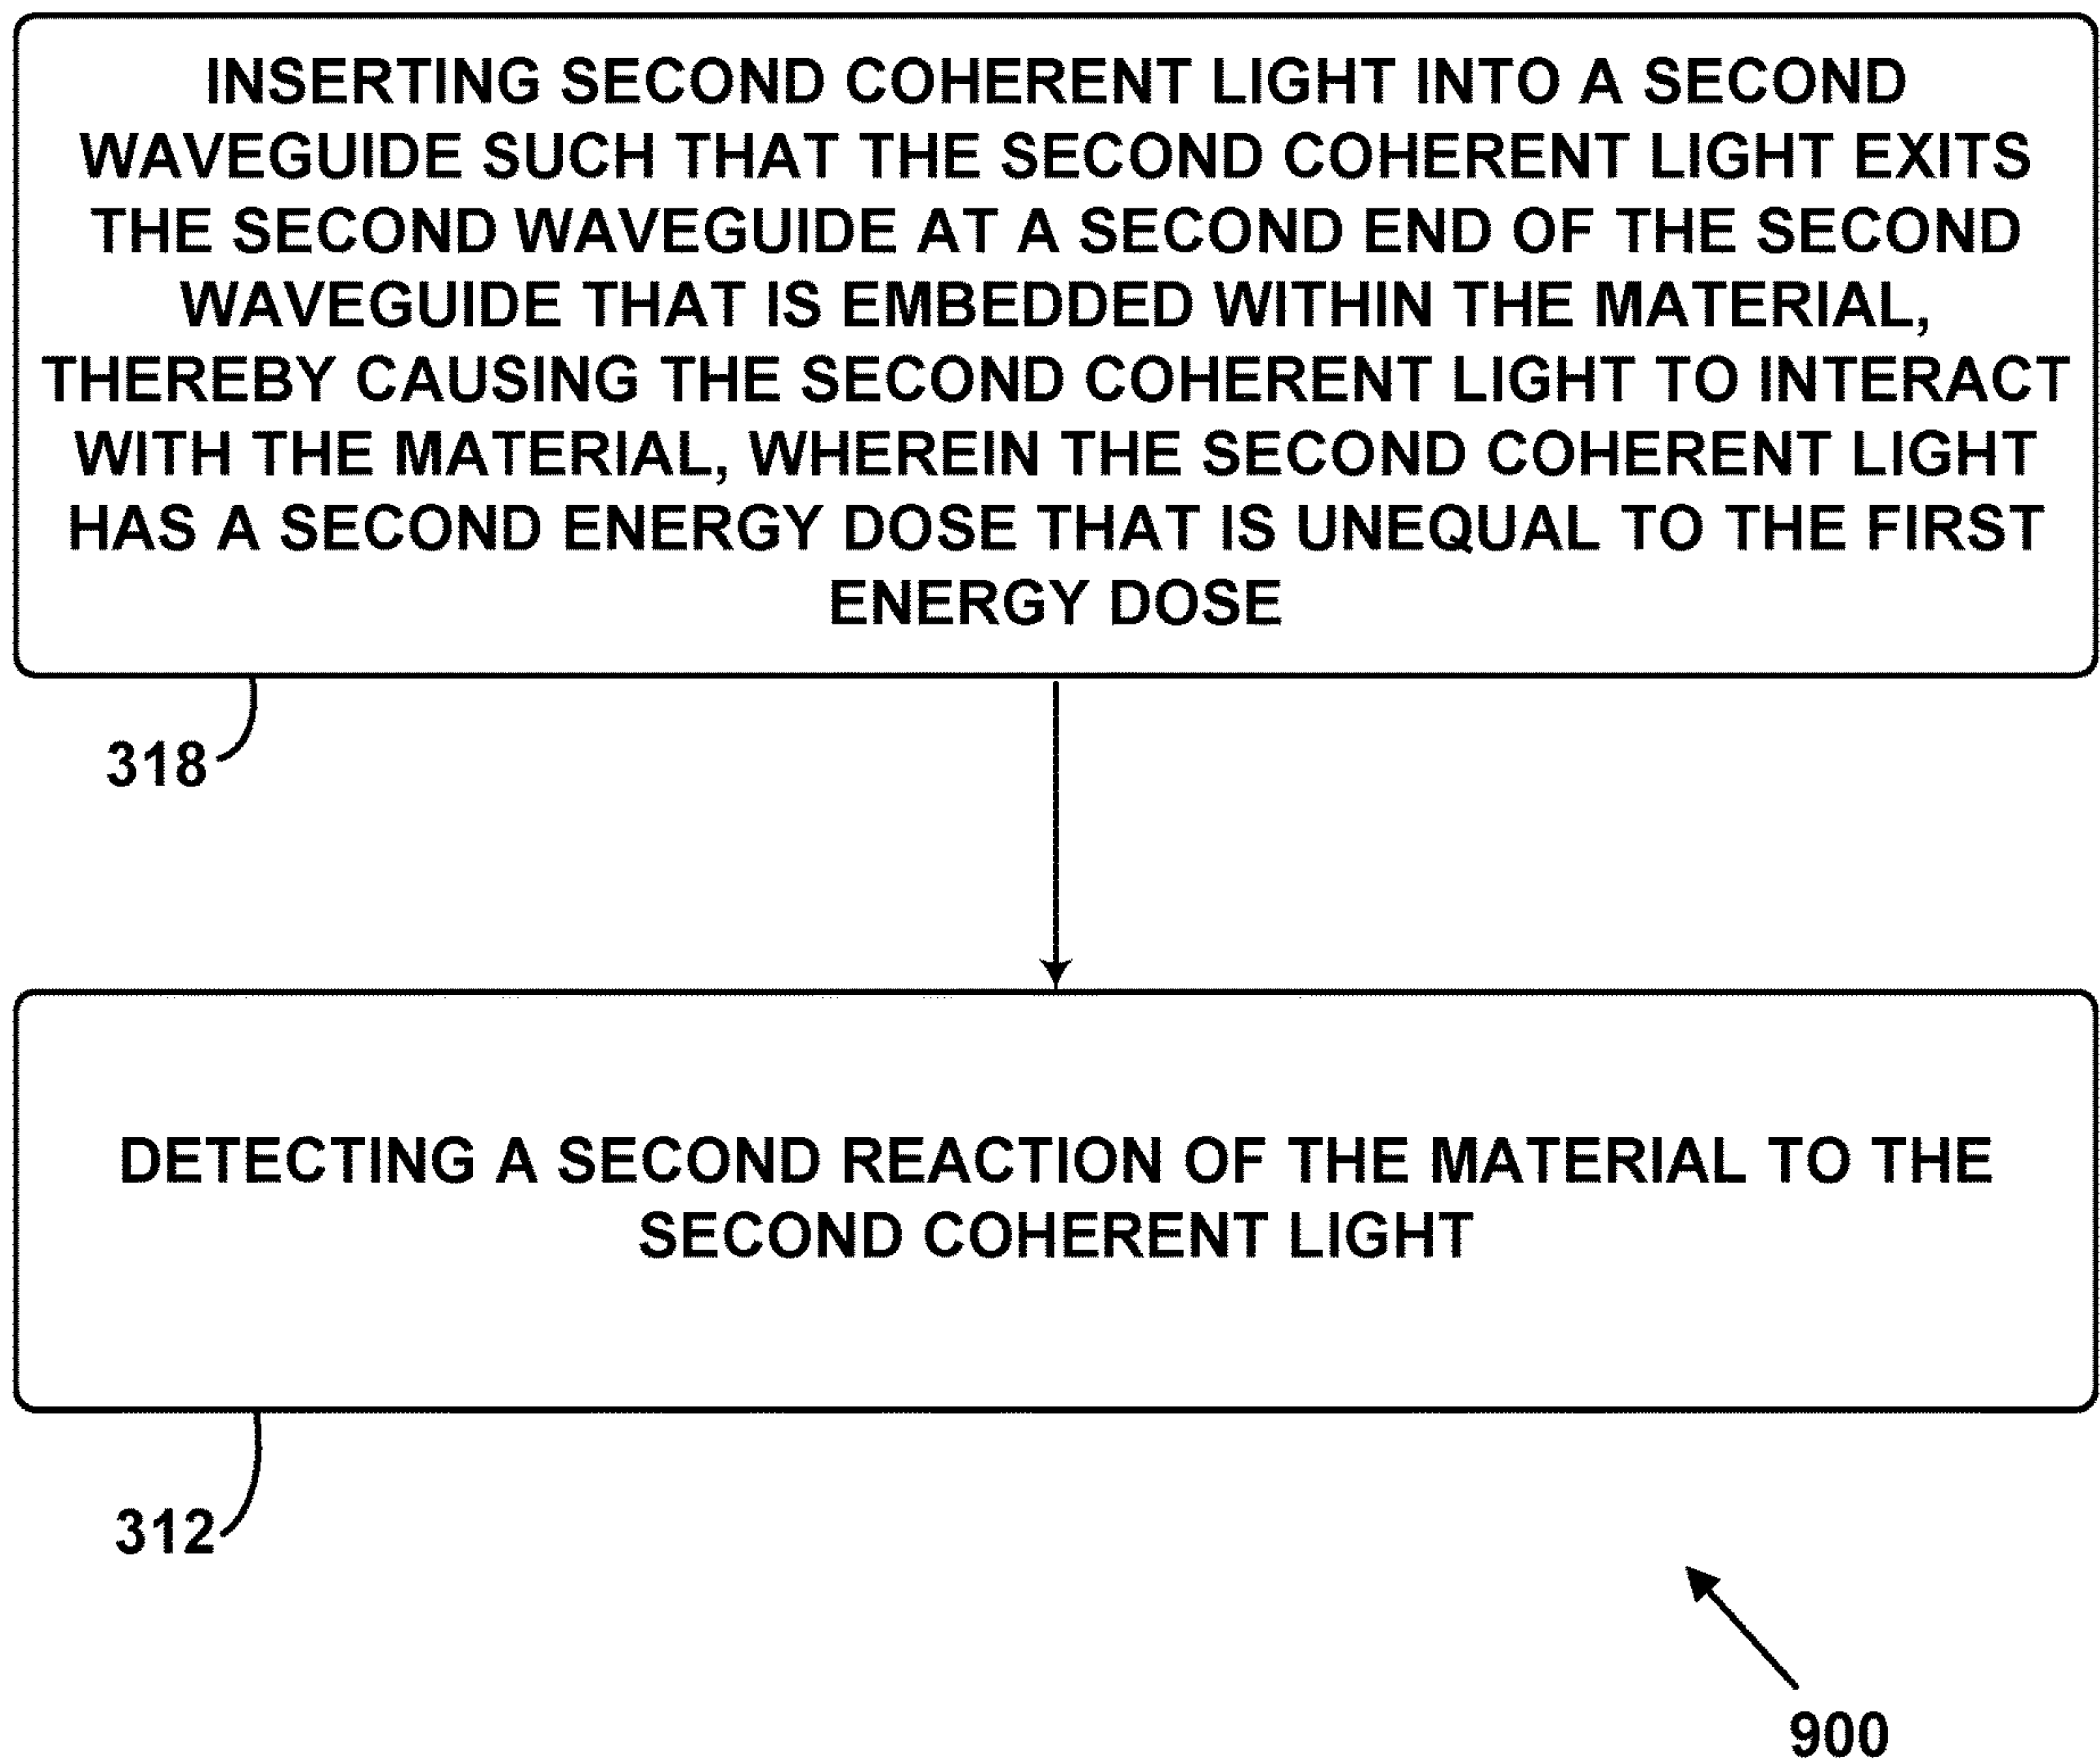 INSERTING SECOND COHERENT LIGHT INTO A SECOND
WAVEGUIDE SUCH THAT THE SECOND COHERENT LIGHT EXITS
THE SECOND WAVEGUIDE AT A SECOND END OF THE SECOND
WAVEGUIDE THAT IS EMBEDDED WITHIN THE MATERIAL,
THEREBY CAUSING THE SECOND COHERENT LIGHT TO INTERACT
WITH THE MATERIAL, WHEREIN THE SECOND COHERENT LIGHT
HAS A SECOND ENERGY DOSE THAT IS UNEQUAL TO THE FIRST
ENERGY DOSE
318
DETECTING A SECOND REACTION OF THE MATERIAL TO THE
SECOND COHERENT LIGHT
312
900